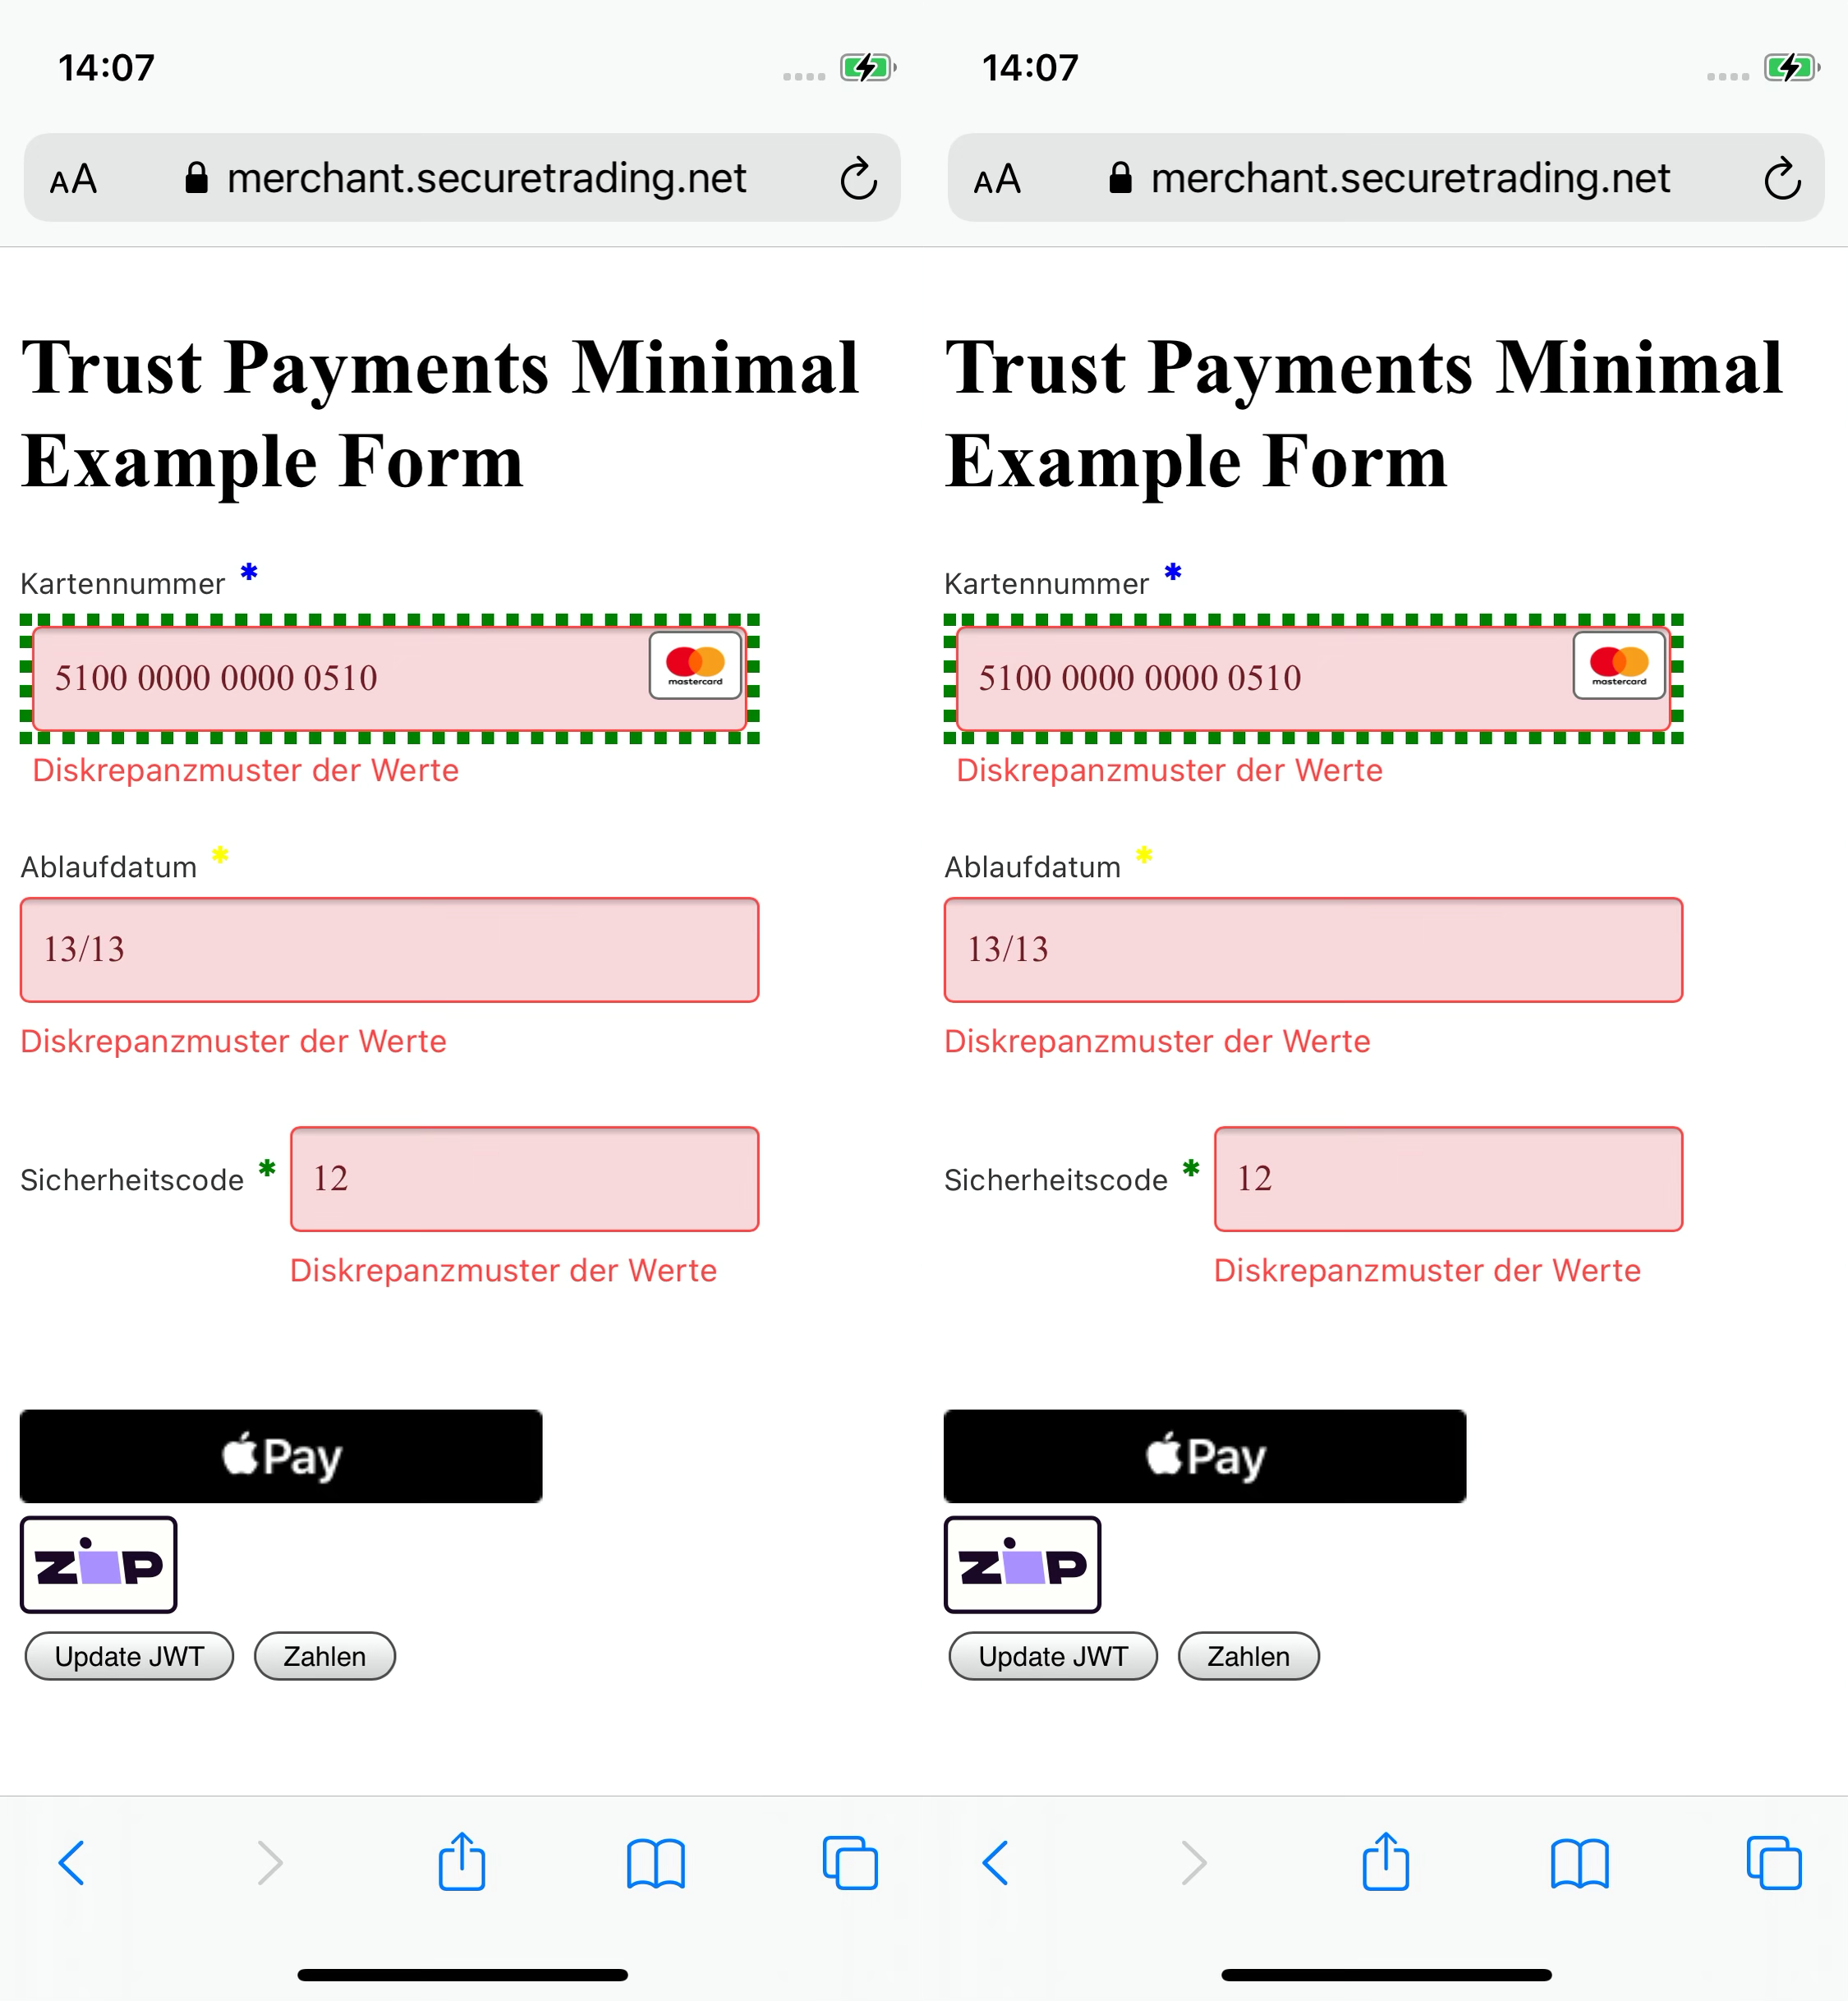 14:07
AA merchant.securetrading.net
Trust Payments Minimal
Example Form
Kartennummer *
5100 0000 0000 0510 mastercard
Diskrepanzmuster der Werte
Ablaufdatum *
13/13
Diskrepanzmuster der Werte
Sicherheitscode * 12
Diskrepanzmuster der Werte
Pay
zip
Update JWT Zahlen
14:07
AA merchant.securetrading.net
Trust Payments Minimal
Example Form
Kartennummer *
5100 0000 0000 0510 mastercard
Diskrepanzmuster der Werte
Ablaufdatum *
13/13
Diskrepanzmuster der Werte
Sicherheitscode * 12
Diskrepanzmuster der Werte
Pay
zip
Update JWT Zahlen